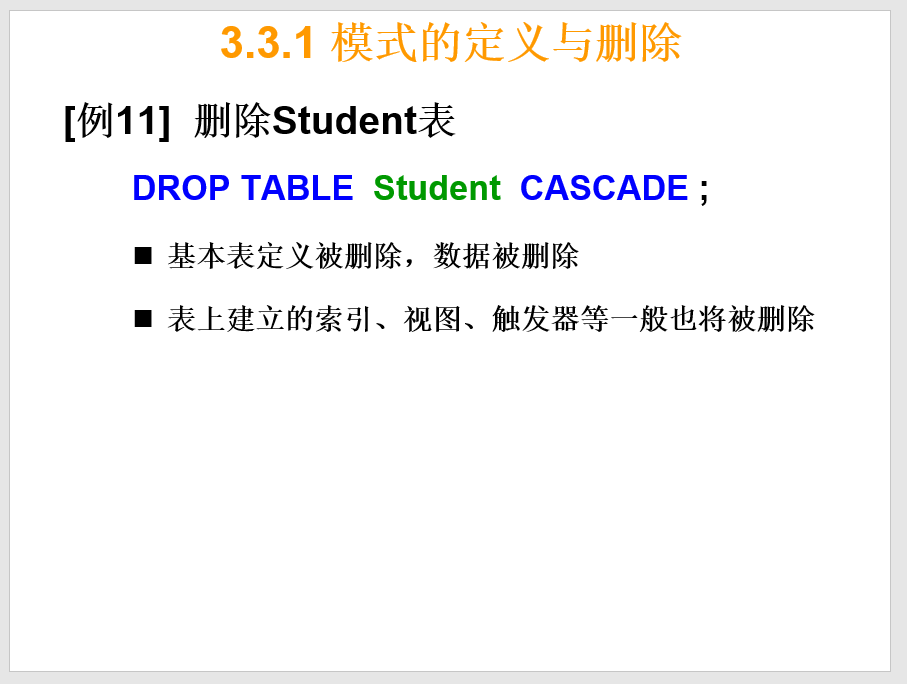 3.3.1 模式的定义与删除
[例11] 删除Student表
DROP TABLE Student CASCADE ;
■ 基本表定义被删除，数据被删除
■ 表上建立的索引、视图、触发器等一般也将被删除